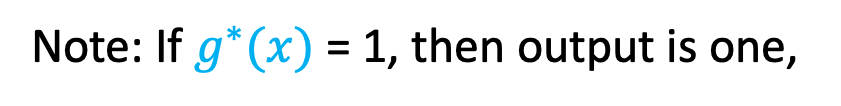 Note: If g*(x) = 1, then output is one,